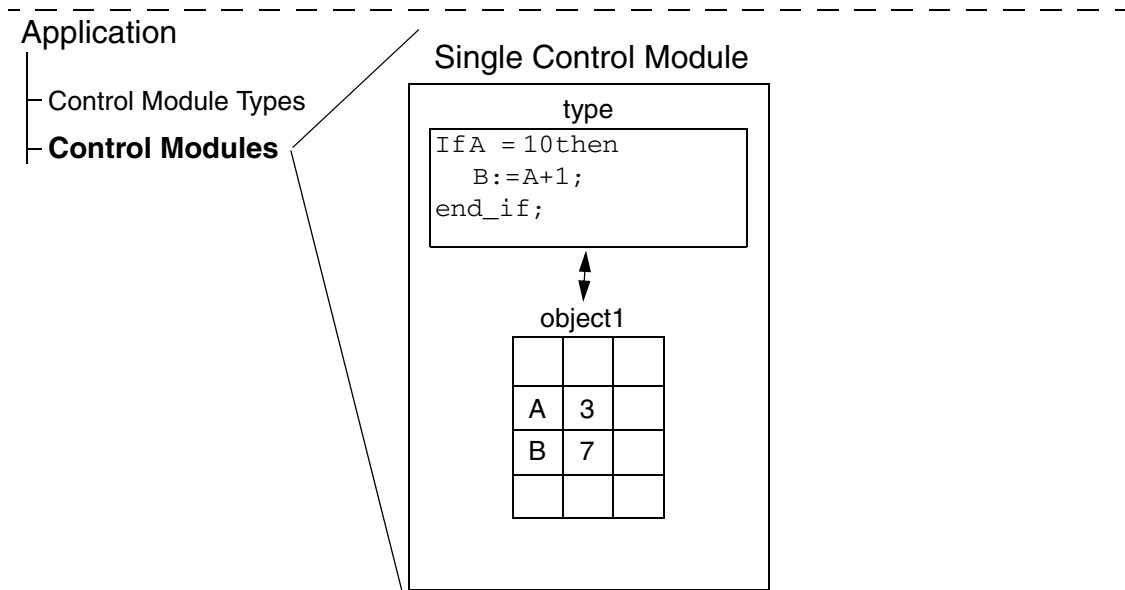 Application
Control Module Types
Control Modules
Single Control Module
type
IfA = 10then
B:=A+1;
end_if;
object1
A 3
B 7